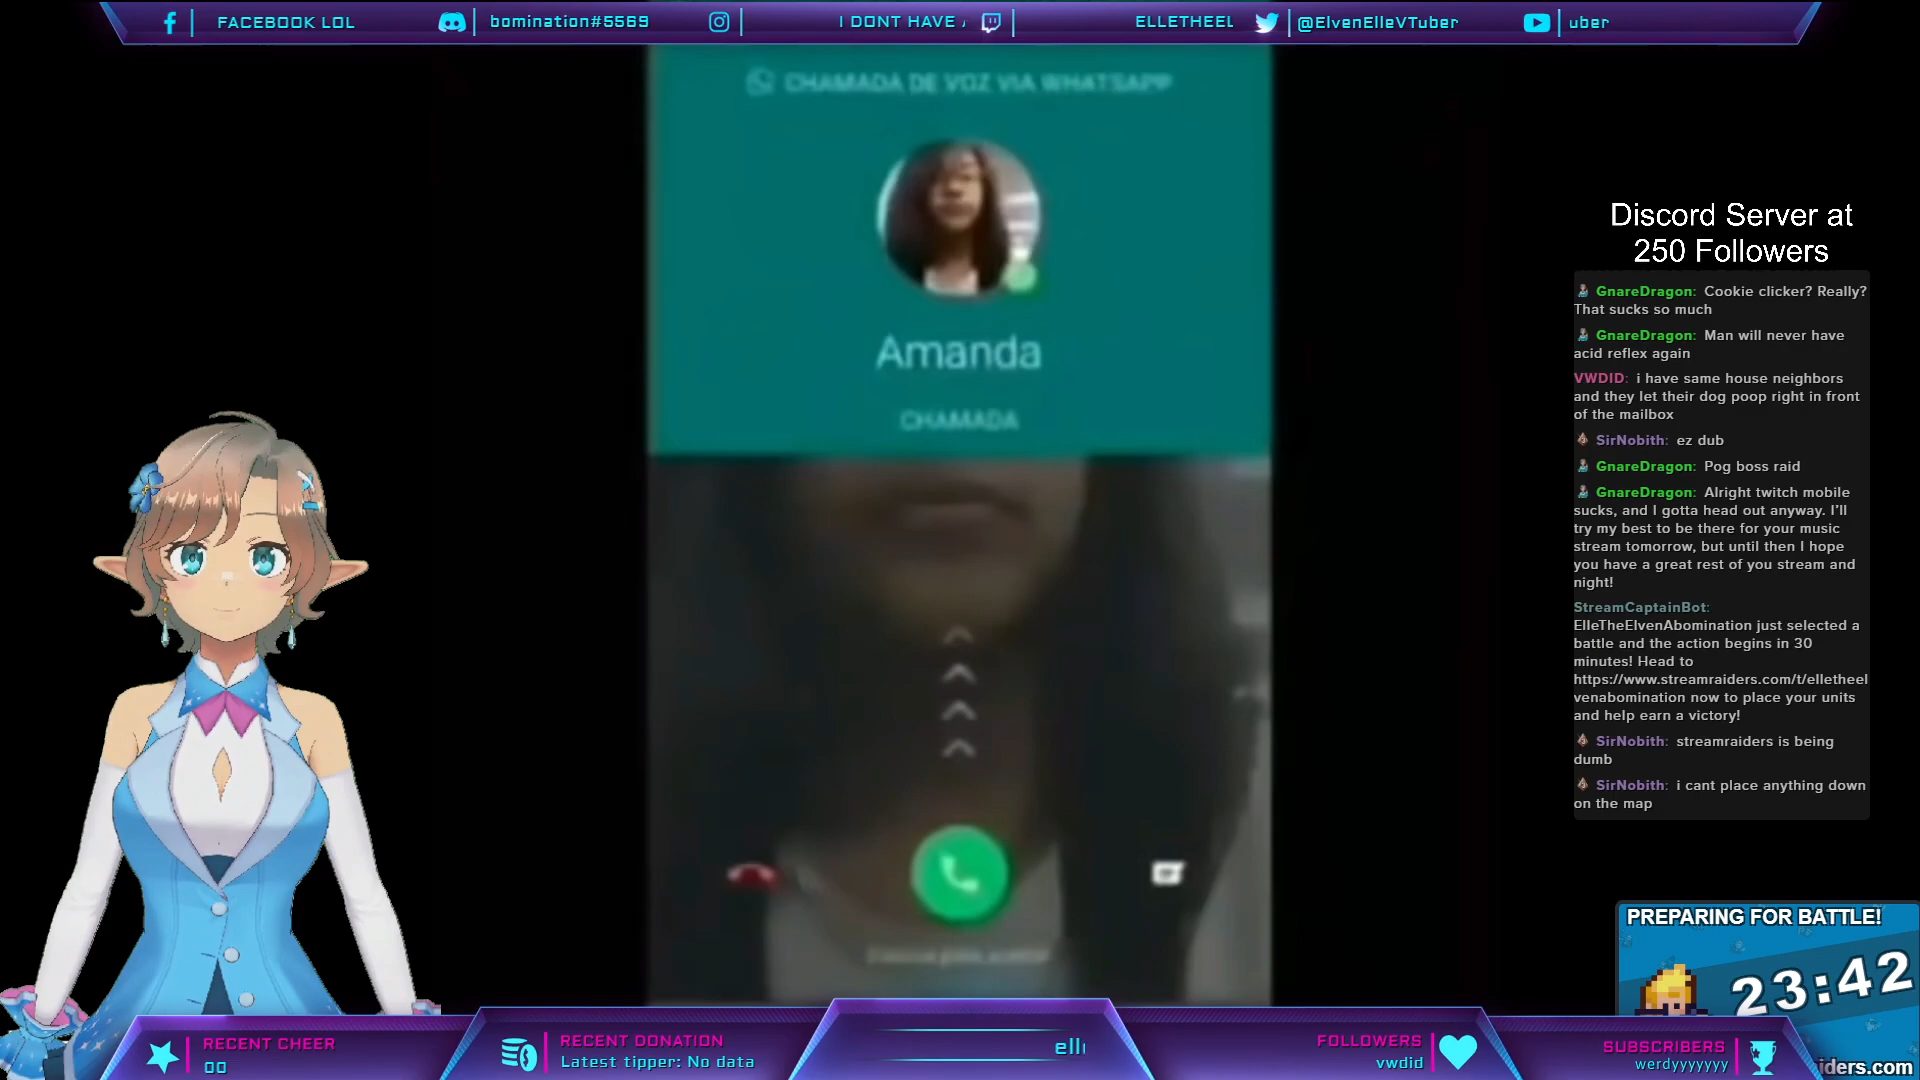 FACEBOOK LOL
bomination#5569
I DONT HAVE
ELLETHEEL
@ElvenElleVTuber
uber
CHAMADA DE VOZ VIA WHATSAPP
Amanda
CHAMADA
Discord Server at
250 Followers
GnareDragon: Cookie clicker? Really?
That sucks so much
GnareDragon: Man will never have
acid reflex again
VWDID: i have same house neighbors
and they let their dog poop right in front
of the mailbox
SirNobith: ez dub
GnareDragon: Pog boss raid
GnareDragon: Alright twitch mobile
sucks, and I gotta head out anyway. I'll
try my best to be there for your music
stream tomorrow, but until then I hope
you have a great rest of you stream and
night!
StreamCaptainBot:
ElleTheElvenAbomination just selected a
battle and the action begins in 30
minutes! Head to
https://www.streamraiders.com/t/elletheel
venabomination now to place your units
and help earn a victory!
SirNobith: streamraiders is being
dumb
SirNobith: i cant place anything down
on the map
PREPARING FOR BATTLE!
23:42
iders.com
RECENT CHEER
00
RECENT DONATION
Latest tipper: No data
ell
FOLLOWERS
vwdid
SUBSCRIBERS
werdyyyyyyy